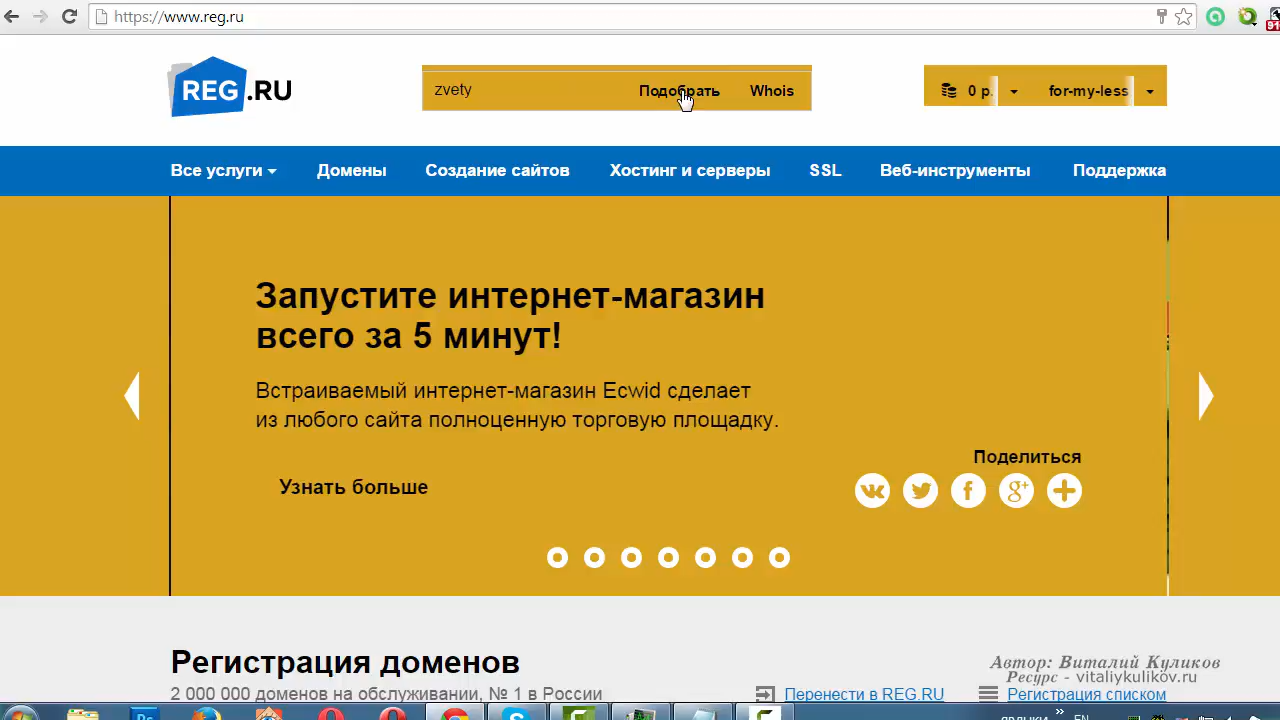 https://www.reg.ru
91
REG.RU
zvety
Подобрать
Whois
0 р.
for-my-less
Все услуги
Домены
Создание сайтов
Хостинг и серверы
SSL
Веб-инструменты
Поддержка
Запустите интернет-магазин
всего за 5 минут!
Встраиваемый интернет-магазин Ecwid сделает
из любого сайта полноценную торговую площадку.
Поделиться
Узнать больше
Регистрация доменов
2 000 000 доменов на обслуживании, № 1 в России
Перенести в REG.RU
Регистрация списком
Автор: Виталий Куликов
Ресурс - vitaliykulikov.ru
Ps
EN